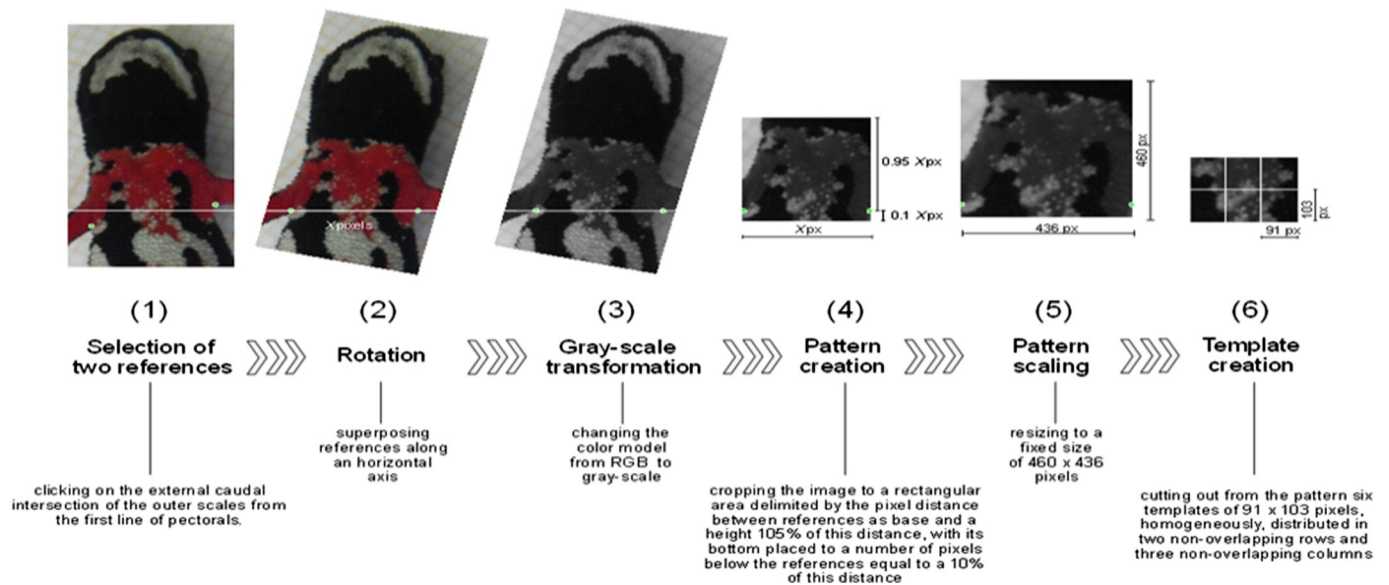 X pixels
0.95 Xpx
0.1 Xpx
Xpx
460 px
436 px
103
px
91 px
(1)
Selection of
two references
clicking on the external caudal
intersection of the outer scales from
the first line of pectorals.
(2)
Rotation
superposing
references along
an horizontal
axis
(3)
Gray-scale
transformation
changing the
color model
from RGB to
gray-scale
(4)
Pattern
creation
cropping the image to a rectangular
area delimited by the pixel distance
between references as base and a
height 105% of this distance, with its
bottom placed to a number of pixels
below the references equal to a 10%
of this distance
(5)
Pattern
scaling
resizing to a
fixed size
of 460 x 436
pixels
(6)
Template
creation
cutting out from the pattern six
templates of 91 x 103 pixels,
homogeneously, distributed in
two non-overlapping rows and
three non-overlapping columns